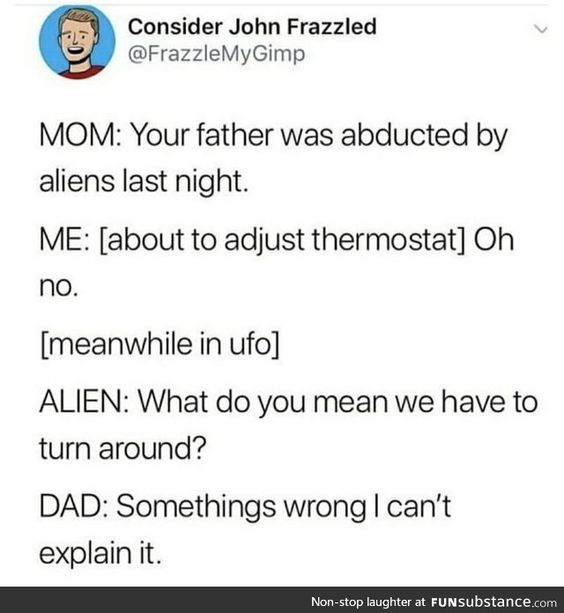 Consider John Frazzled
@FrazzleMyGimp
MOM: Your father was abducted by
aliens last night.
ME: [about to adjust thermostat] Oh
no.
[meanwhile in ufo]
ALIEN: What do you mean we have to
turn around?
DAD: Somethings wrong I can't
explain it.
Non-stop laughter at FUNsubstance.com